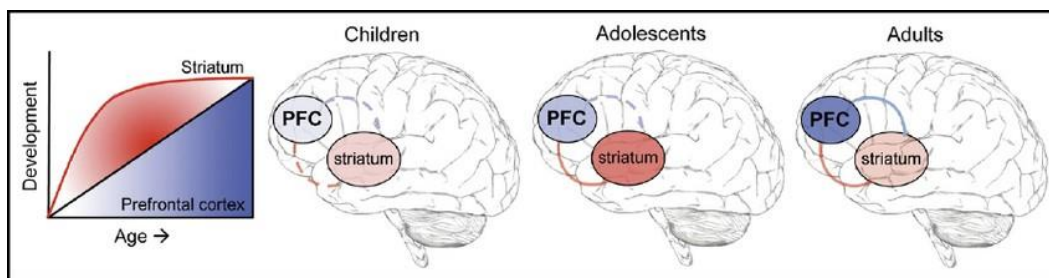 Development
Striatum
Prefrontal cortex
Age →
Children
PFC
striatum
Adolescents
PFC
striatum
Adults
PFC
striatum